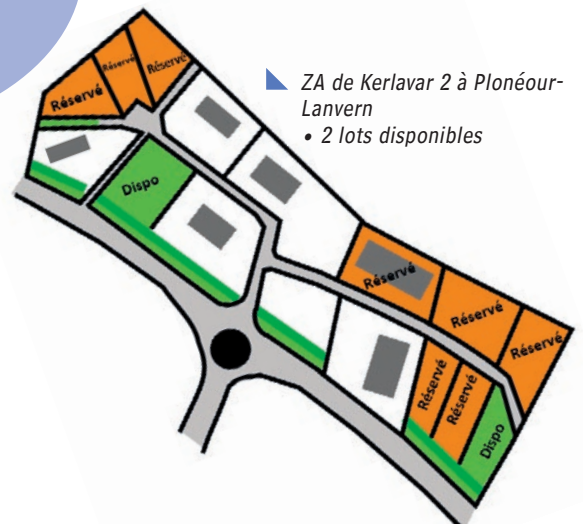 ZA de Kerlavar 2 à Plonéour-
Lanvern
• 2 lots disponibles
Réservé
Réservé
Réservé
Dispo
Réservé
Réservé
Réservé
Réservé
Réservé
Dispo